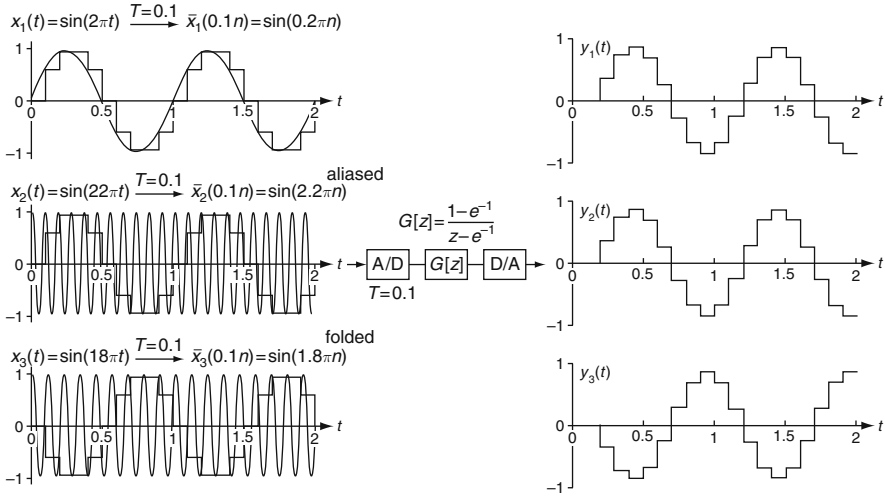 x₁(t)=sin(2πt) T=0.1 x̄₁(0.1n)=sin(0.2πn)
1
0
−1
0 0.5 1 1.5 2 t
y₁(t)
1
0
−1
0 0.5 1 1.5 2 t
aliased
x₂(t)=sin(22πt) T=0.1 x̄₂(0.1n)=sin(2.2πn)
1
0
−1
0 0.5 1 1.5 2 t
G[z]=(1−e⁻¹)/(z−e⁻¹)
A/D G[z] D/A
T=0.1
y₂(t)
1
0
−1
0 0.5 1 1.5 2 t
folded
x₃(t)=sin(18πt) T=0.1 x̄₃(0.1n)=sin(1.8πn)
1
0
−1
0 0.5 1 1.5 2 t
y₃(t)
1
0
−1
0 0.5 1 1.5 2 t